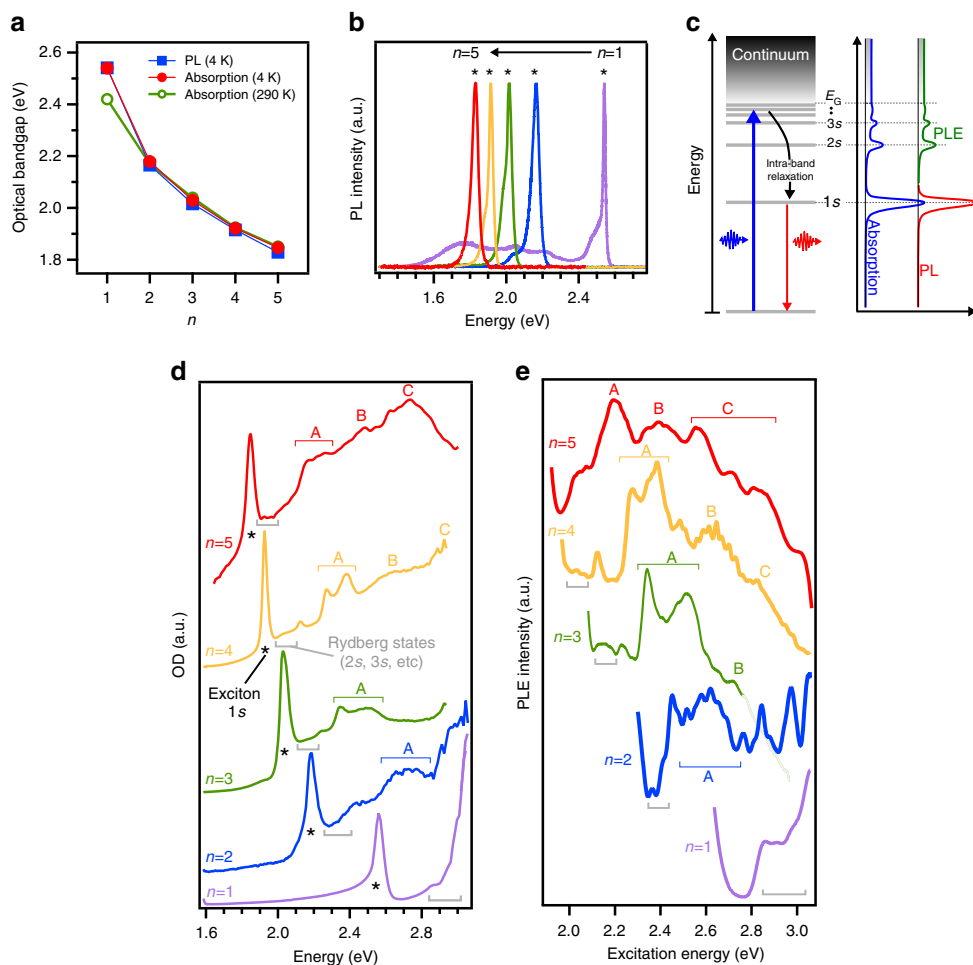 a
2.6
2.4
2.2
2.0
1.8
Optical bandgap (eV)
PL (4 K)
Absorption (4 K)
Absorption (290 K)
1 2 3 4 5
n
b
n=5
n=1
* * * * *
PL intensity (a.u.)
1.6 2.0 2.4
Energy (eV)
c
Energy
Continuum
EG
3s
2s
Intra-band
relaxation
1s
Absorption
PLE
PL
d
C
B
A
n=5
*
C
B
A
n=4
*
Rydberg states
(2s, 3s, etc)
Exciton
1s
A
n=3
*
A
n=2
*
n=1
*
OD (a.u.)
1.6 2.0 2.4 2.8
Energy (eV)
e
A
B
C
n=5
A
n=4
B
C
A
n=3
B
n=2
A
n=1
PLE intensity (a.u.)
2.0 2.2 2.4 2.6 2.8 3.0
Excitation energy (eV)